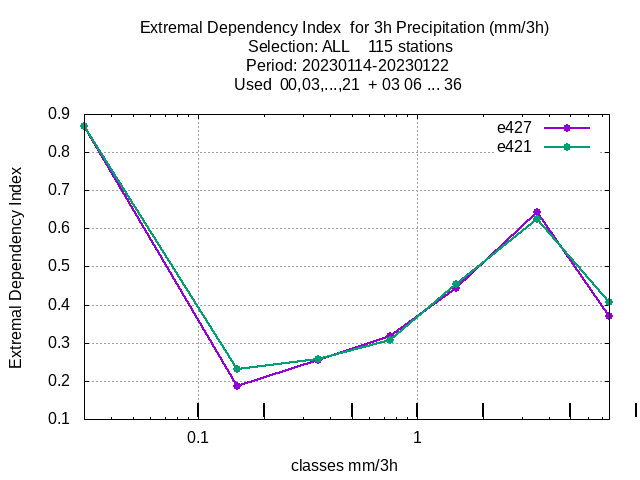 Extremal Dependency Index  for 3h Precipitation (mm/3h)
Selection: ALL    115 stations
Period: 20230114-20230122
Used  00,03,...,21  + 03 06 ... 36
e427
e421
0.9
0.8
0.7
0.6
0.5
0.4
0.3
0.2
0.1
Extremal Dependency Index
0.1
1
classes mm/3h